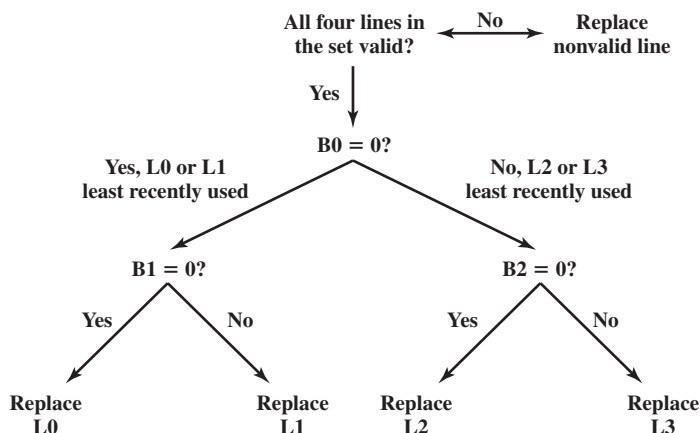 All four lines in
the set valid?
No
Replace
nonvalid line
Yes
B0 = 0?
Yes, L0 or L1
least recently used
No, L2 or L3
least recently used
B1 = 0?
B2 = 0?
Yes
No
Yes
No
Replace
L0
Replace
L1
Replace
L2
Replace
L3